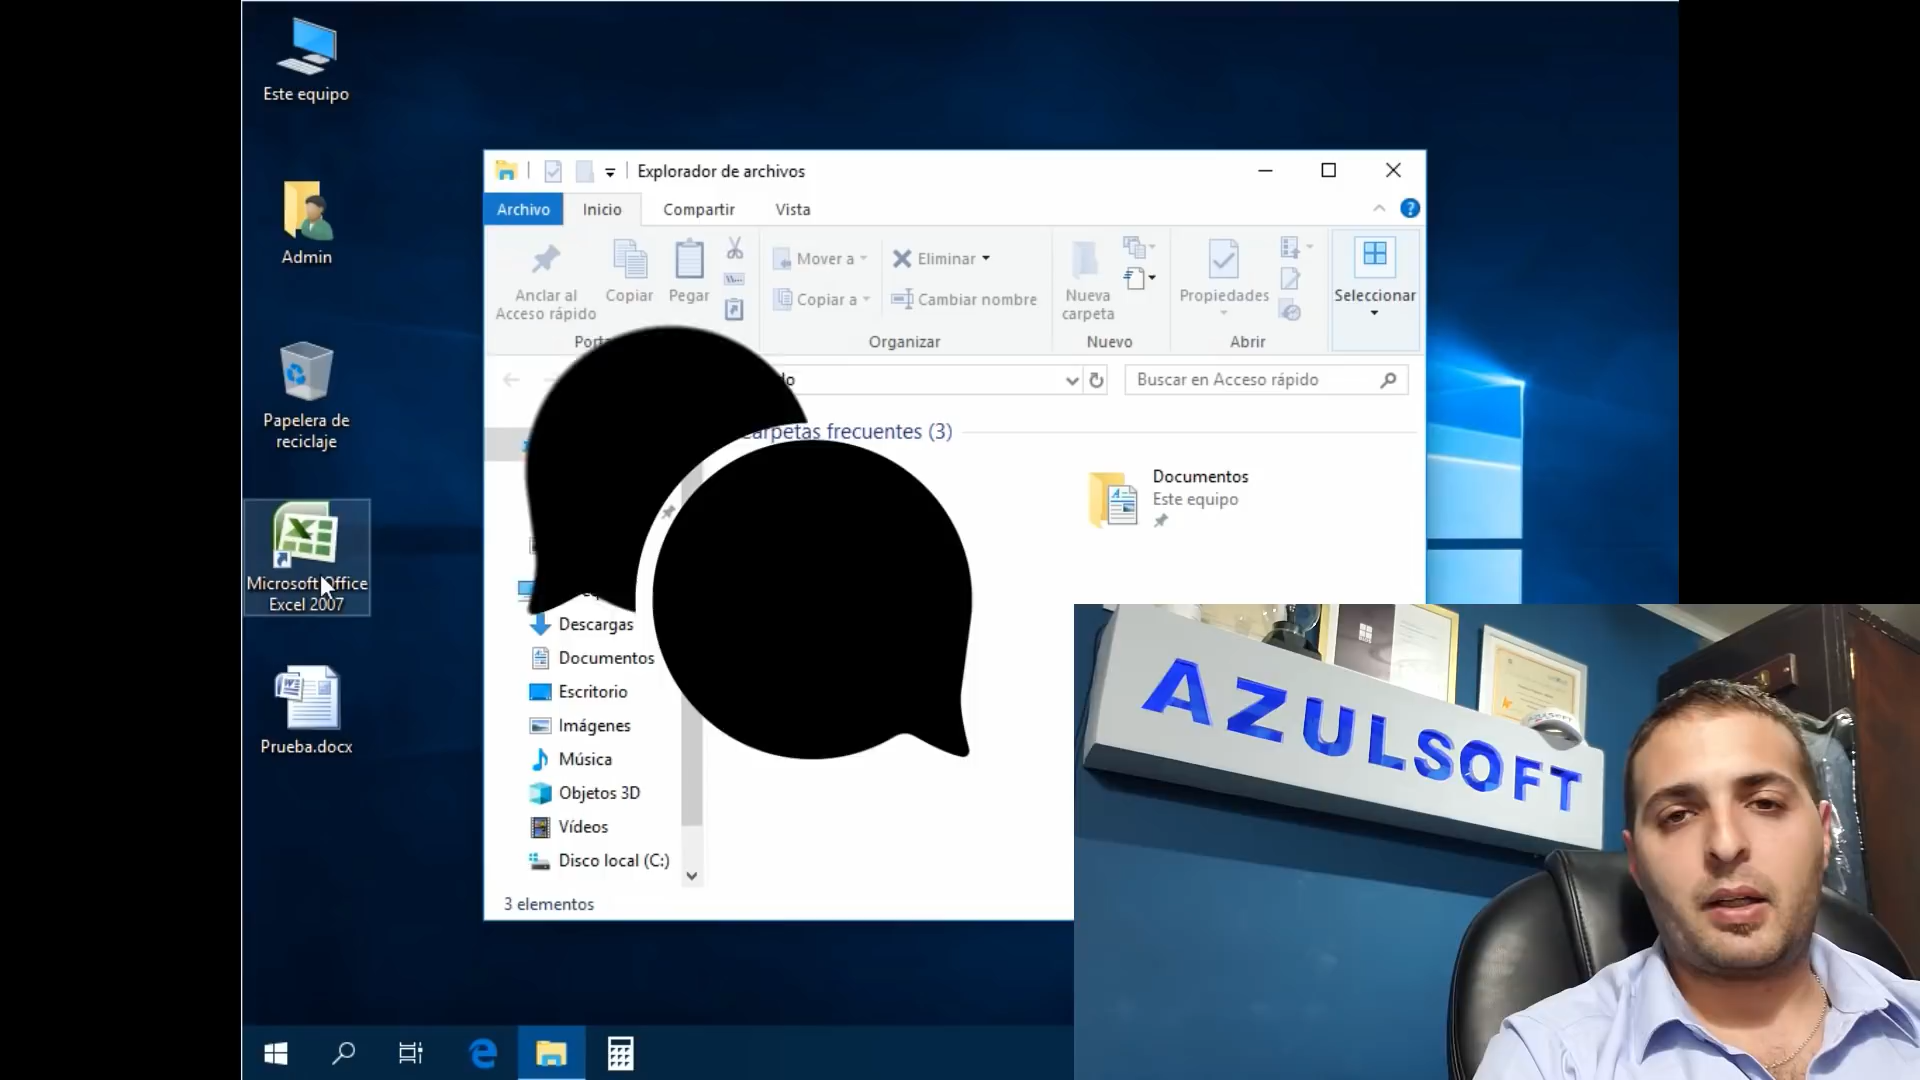 Este equipo
Admin
Papelera de
reciclaje
Microsoft Office
Excel 2007
Prueba.docx
Explorador de archivos
Archivo
Inicio
Compartir
Vista
Anclar al
Acceso rápido
Copiar
Pegar
Mover a
Copiar a
Eliminar
Cambiar nombre
Organizar
Nueva
carpeta
Nuevo
Propiedades
Abrir
Seleccionar
Buscar en Acceso rápido
Carpetas frecuentes (3)
Documentos
Este equipo
Descargas
Documentos
Escritorio
Imágenes
Música
Objetos 3D
Vídeos
Disco local (C:)
3 elementos
AZULSOFT